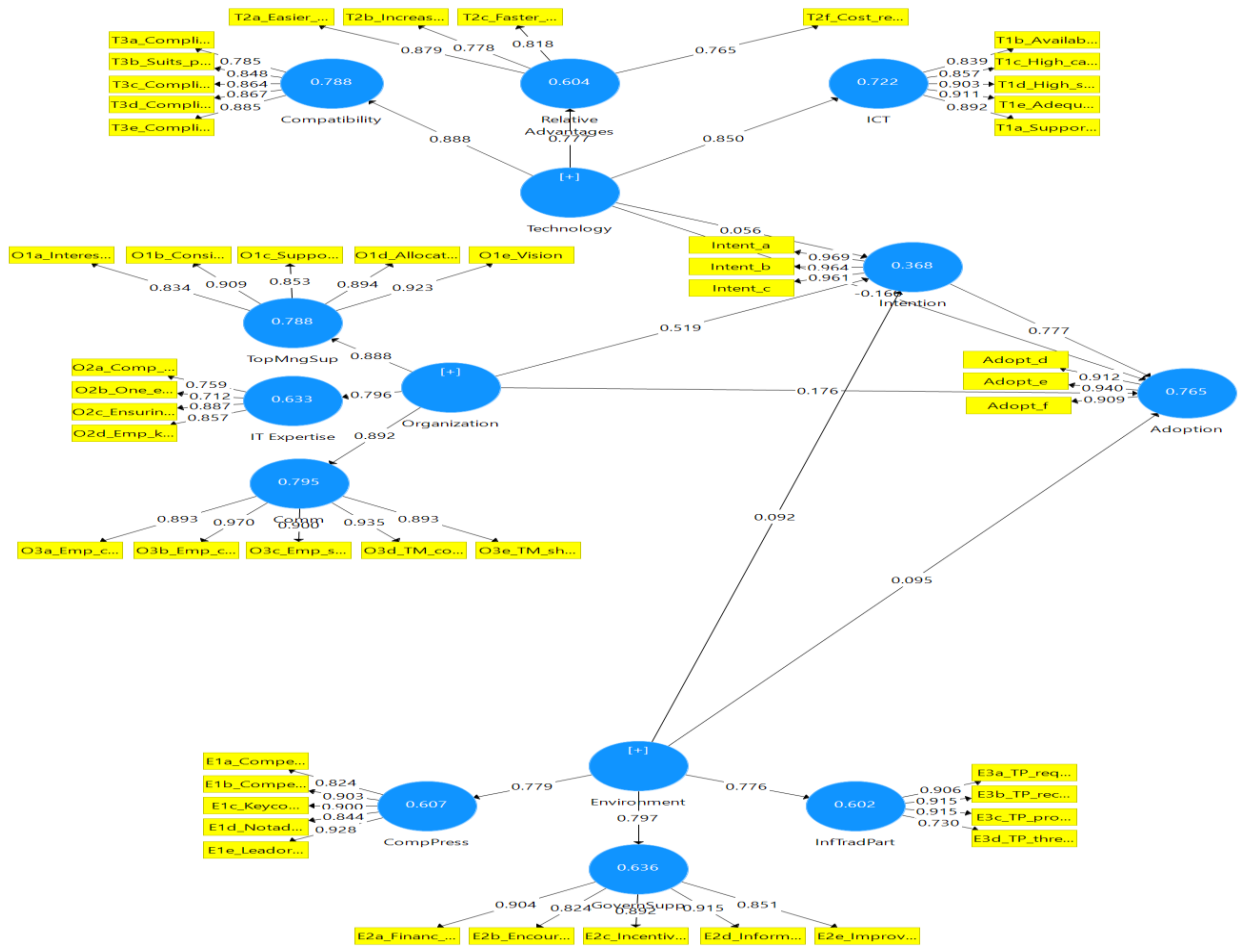 T2a_Easier_...
T2b_Increas...
T2c_Faster_...
T2f_Cost_re...
T3a_Compli...
T3b_Suits_p...
T3c_Compli...
T3d_Compli...
T3e_Compli...
0.785
0.848
0.864
0.867
0.885
0.788
Compatibility
0.879
0.778
0.818
0.765
0.604
Relative
Advantages
0.777
0.722
ICT
0.839
0.857
0.903
0.911
0.892
T1b_Availab...
T1c_High_ca...
T1d_High_s...
T1e_Adequ...
T1a_Suppor...
0.888
0.850
[+]
Technology
0.056
Intent_a
Intent_b
Intent_c
0.969
0.964
0.961
0.368
Intention
O1a_Interes...
O1b_Consi...
O1c_Suppo...
O1d_Allocat...
O1e_Vision
0.834
0.909
0.853
0.894
0.923
0.788
TopMngSup
0.888
0.519
0.777
O2a_Comp_...
O2b_One_e...
O2c_Ensurin...
O2d_Emp_k...
0.759
0.712
0.887
0.857
0.633
IT Expertise
0.796
[+]
Organization
0.176
Adopt_d
Adopt_e
Adopt_f
0.912
0.940
0.909
0.765
Adoption
0.892
0.795
Comm
0.893
0.970
0.900
0.935
0.893
O3a_Emp_c...
O3b_Emp_c...
O3c_Emp_s...
O3d_TM_co...
O3e_TM_sh...
0.092
0.095
[+]
Environment
0.779
0.776
0.797
E1a_Compe...
E1b_Compe...
E1c_Keyco...
E1d_Notad...
E1e_Leador...
0.824
0.903
0.900
0.844
0.928
0.607
CompPress
0.602
InfTradPart
0.906
0.915
0.915
0.730
E3a_TP_req...
E3b_TP_rec...
E3c_TP_pro...
E3d_TP_thre...
0.636
GovernSupp
0.904
0.824
0.892
0.915
0.851
E2a_Financ_...
E2b_Encour...
E2c_Incentiv...
E2d_Inform...
E2e_Improv...